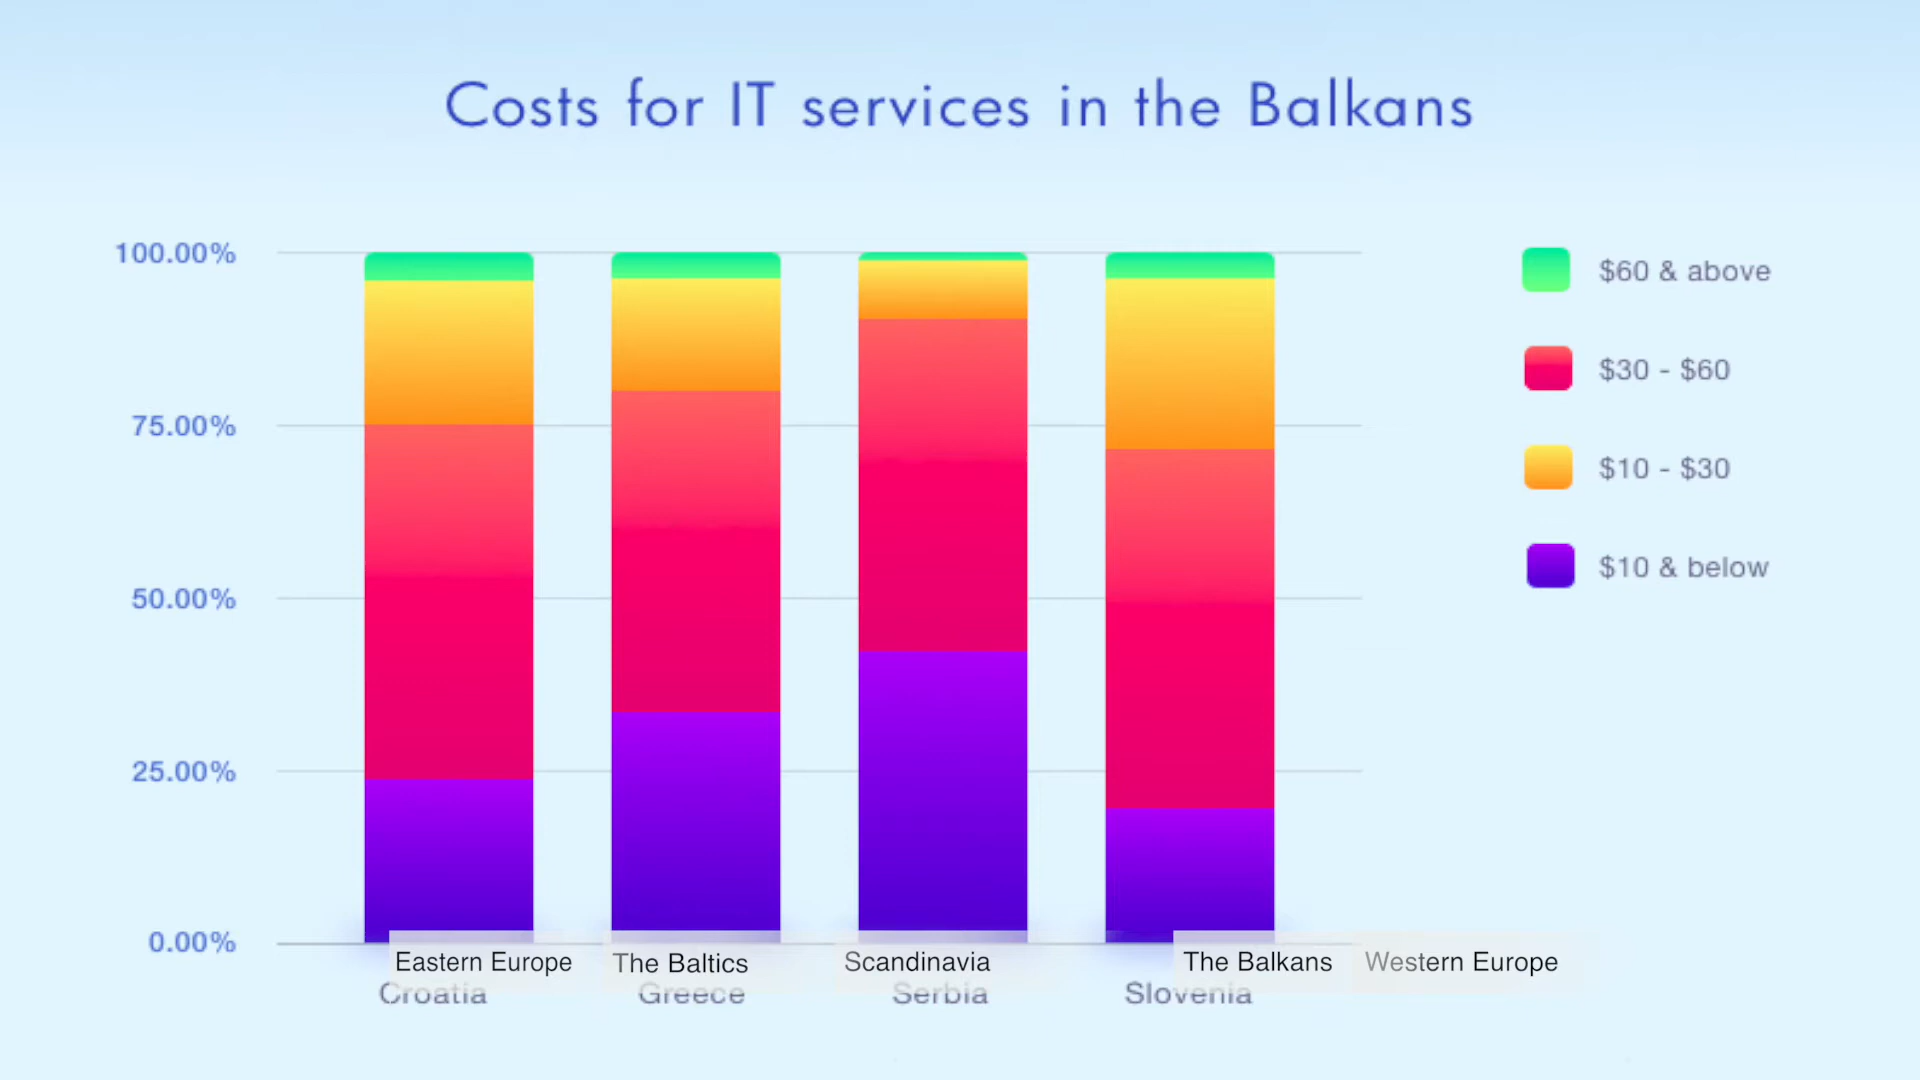 Costs for IT services in the Balkans
100.00%
75.00%
50.00%
25.00%
0.00%
$60 & above
$30 - $60
$10 - $30
$10 & below
Eastern Europe
The Baltics
Scandinavia
The Balkans
Western Europe
Croatia
Greece
Serbia
Slovenia